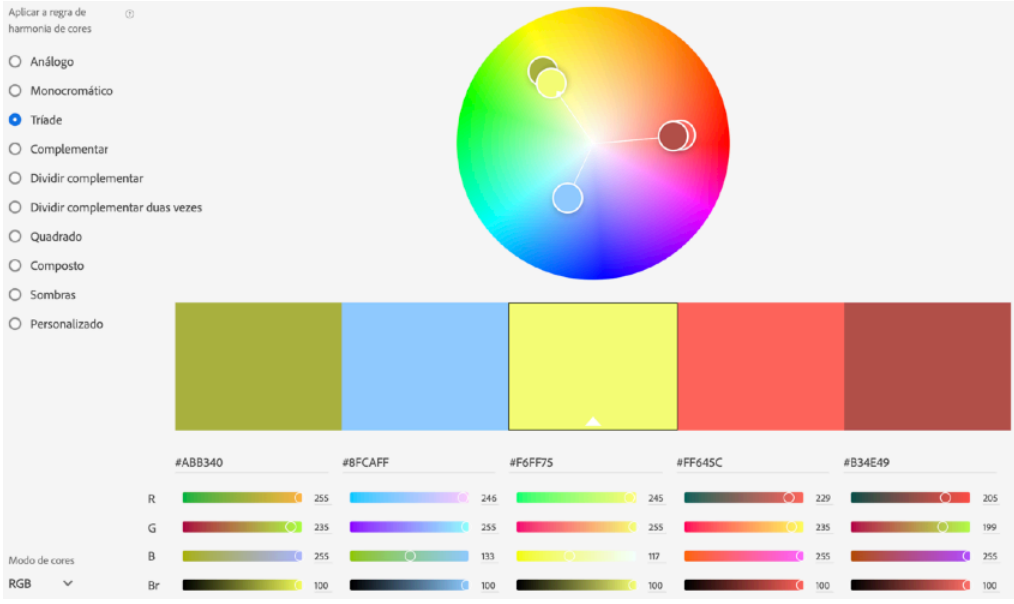 Aplicar a regra de
harmonia de cores
Análogo
Monocromático
Tríade
Complementar
Dividir complementar
Dividir complementar duas vezes
Quadrado
Composto
Sombras
Personalizado
#ABB340 #8FCAFF #F6FF75 #FF645C #B34E49
R 255 246 245 229 205
G 235 255 255 235 199
B 255 133 117 255 255
Br 100 100 100 100 100
Modo de cores
RGB